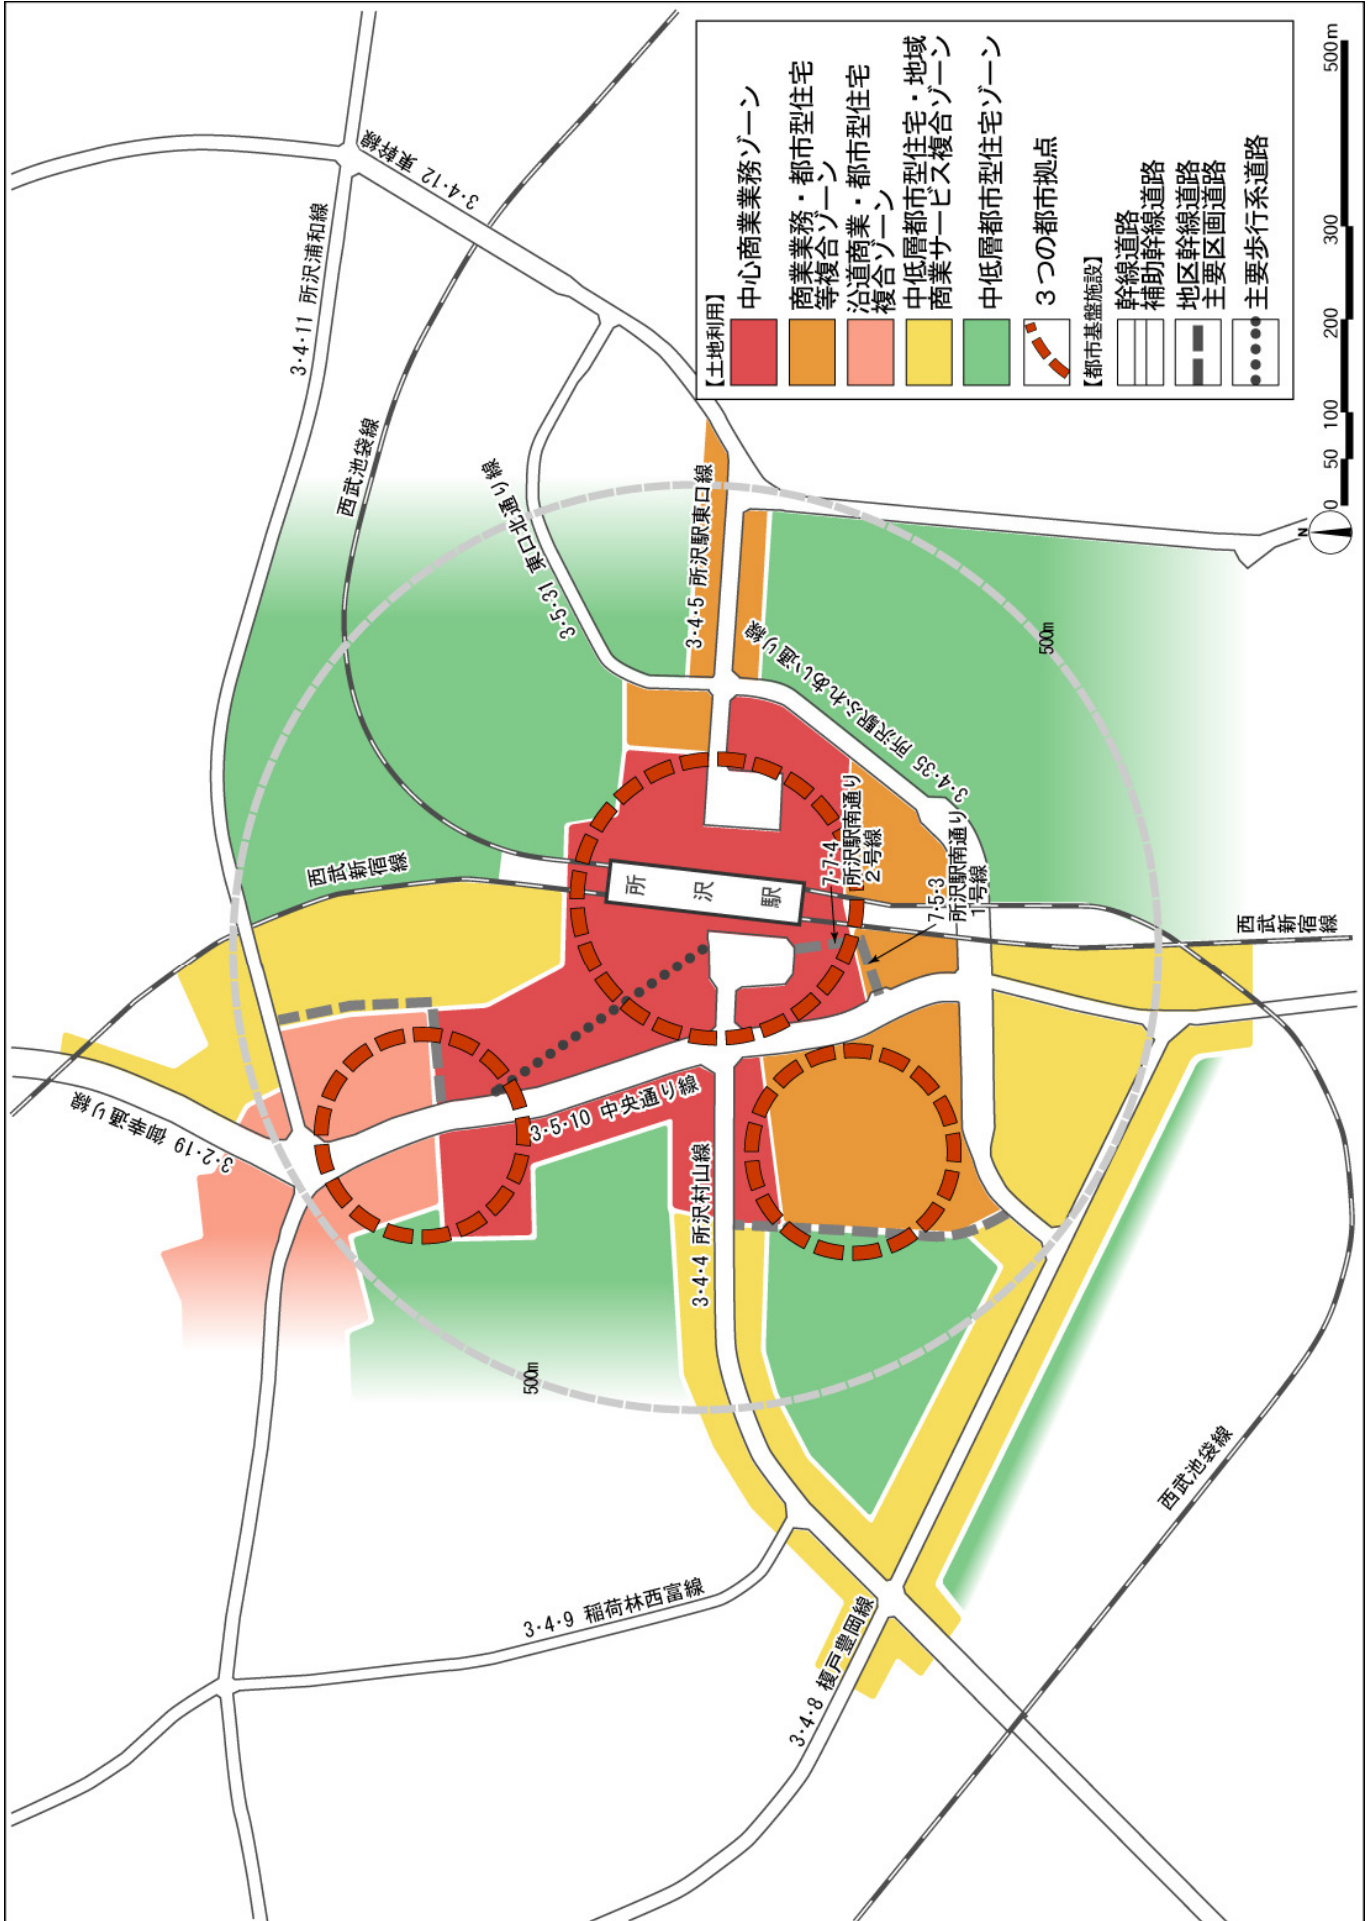 3・4・11 所沢浦和線
3・4・12 東幹線
西武池袋線
3・5・31 東口北通り線
3・4・5 所沢駅東口線
3・4・35 所沢駅ふれあい通り線
500m
西武
新宿線
所沢駅
7・7・4
所沢駅南通り
2号線
7・5・3
所沢駅南通り
1号線
西武
新宿線
3・2・19 御幸通り線
3・5・10 中央通り線
3・4・4 所沢村山線
500m
3・4・9 稲荷林西富線
3・4・8 榎戸豊岡線
西武池袋線
【土地利用】
中心商業業務ゾーン
商業業務・都市型住宅
等複合ゾーン
沿道商業・都市型住宅
複合ゾーン
中低層都市型住宅・地域
商業サービス複合ゾーン
中低層都市型住宅ゾーン
3つの都市拠点
【都市基盤施設】
幹線道路
補助幹線道路
地区幹線道路
主要区画道路
主要歩行系道路
N
0 50 100 200 300 500m